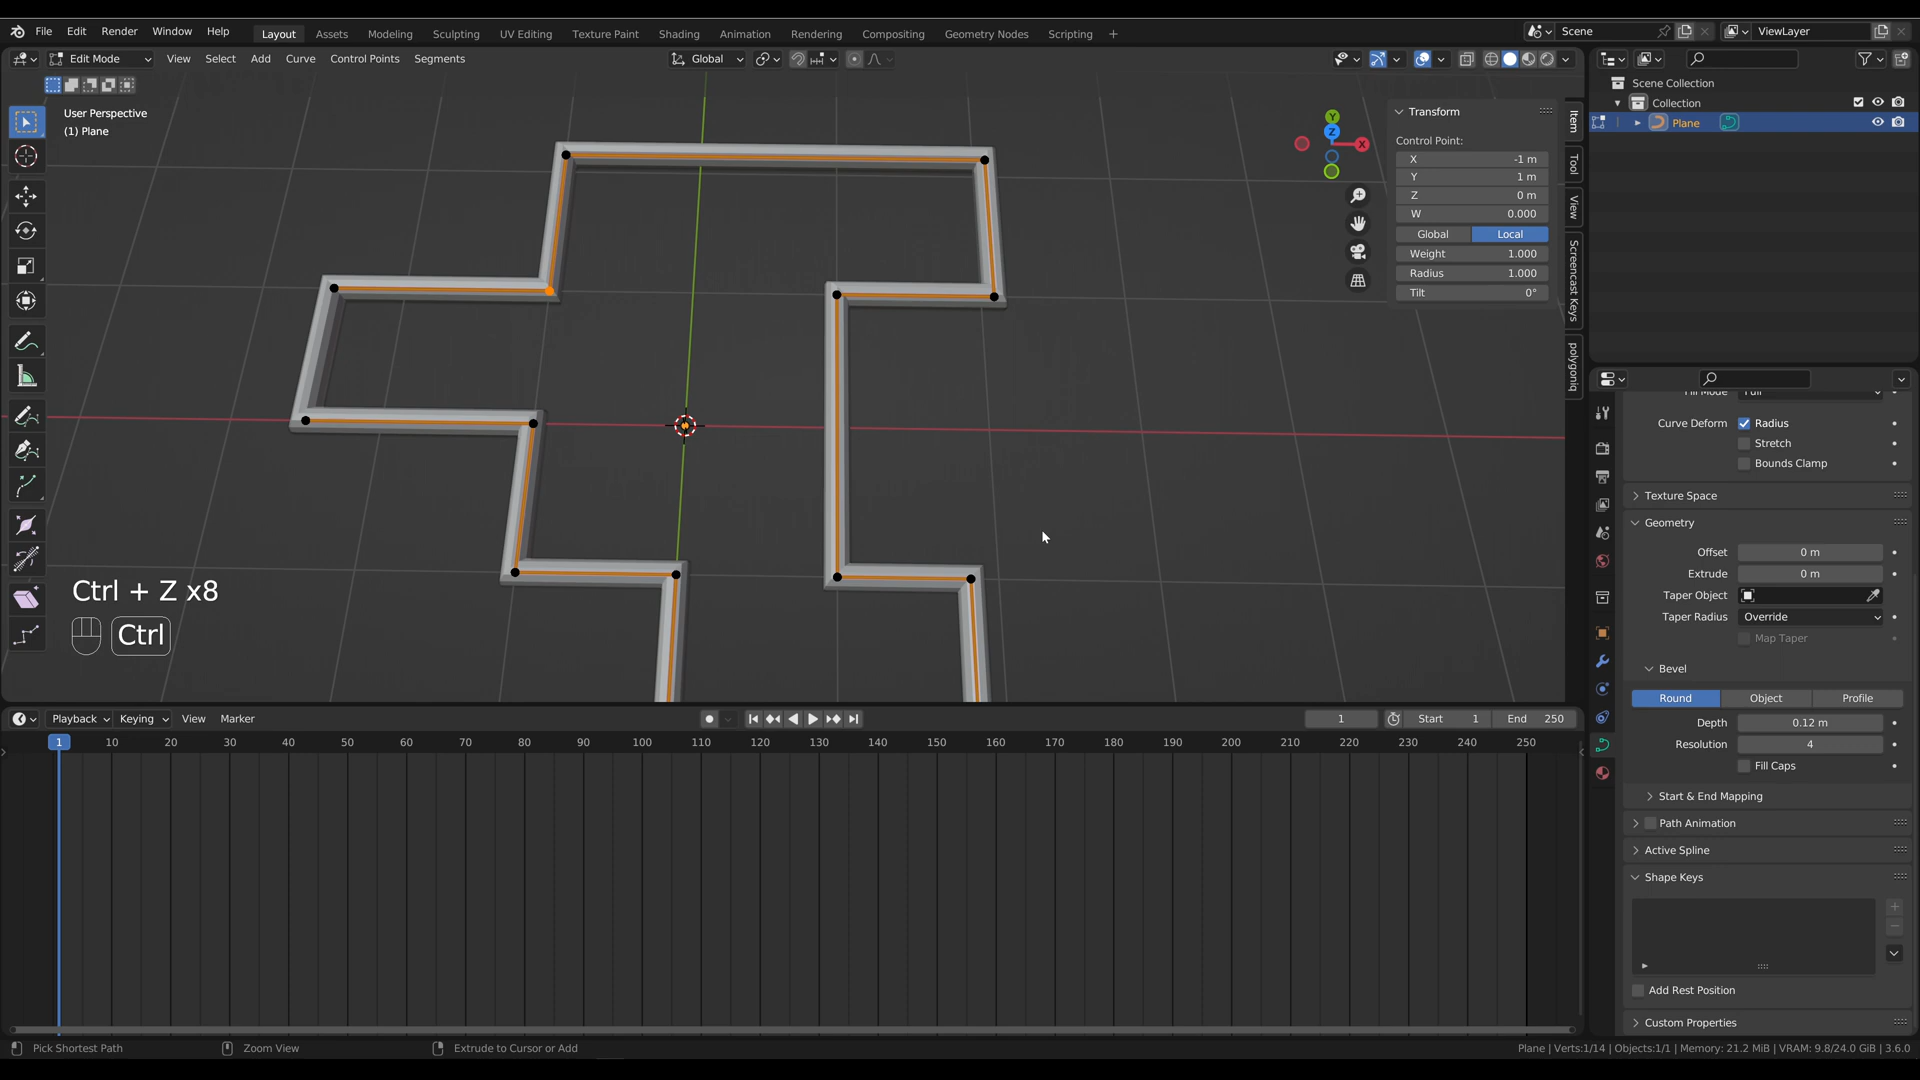 File Edit Render Window Help Layout Assets Modeling Sculpting UV Editing Texture Paint Shading Animation Rendering Compositing Geometry Nodes Scripting + Scene ViewLayer
Edit Mode View Select Add Curve Control Points Segments Global
User Perspective
(1) Plane
Y
Z
X
Transform
Control Point:
X -1 m
Y 1 m
Z 0 m
W 0.000
Global Local
Weight 1.000
Radius 1.000
Tilt 0°
Item
Tool
View
Screencast Keys
polygoniq
Scene Collection
Collection
Plane
Ctrl + Z x8
Ctrl
Curve Deform Radius
Stretch
Bounds Clamp
Texture Space
Geometry
Offset 0 m
Extrude 0 m
Taper Object
Taper Radius Override
Map Taper
Bevel
Round Object Profile
Depth 0.12 m
Resolution 4
Fill Caps
Start & End Mapping
Path Animation
Active Spline
Shape Keys
Add Rest Position
Custom Properties
Playback Keying View Marker 1 Start 1 End 250
1 10 20 30 40 50 60 70 80 90 100 110 120 130 140 150 160 170 180 190 200 210 220 230 240 250
Pick Shortest Path Zoom View Extrude to Cursor or Add Plane | Verts:1/14 | Objects:1/1 | Memory: 21.2 MiB | VRAM: 9.8/24.0 GiB | 3.6.0